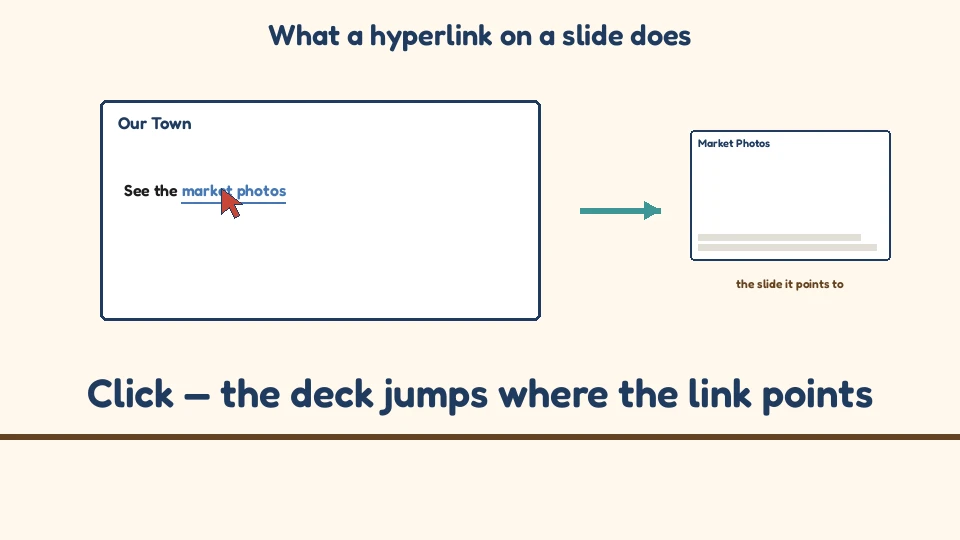 What a hyperlink on a slide does
Our Town
See the market photos
Market Photos
the slide it points to
Click — the deck jumps where the link points